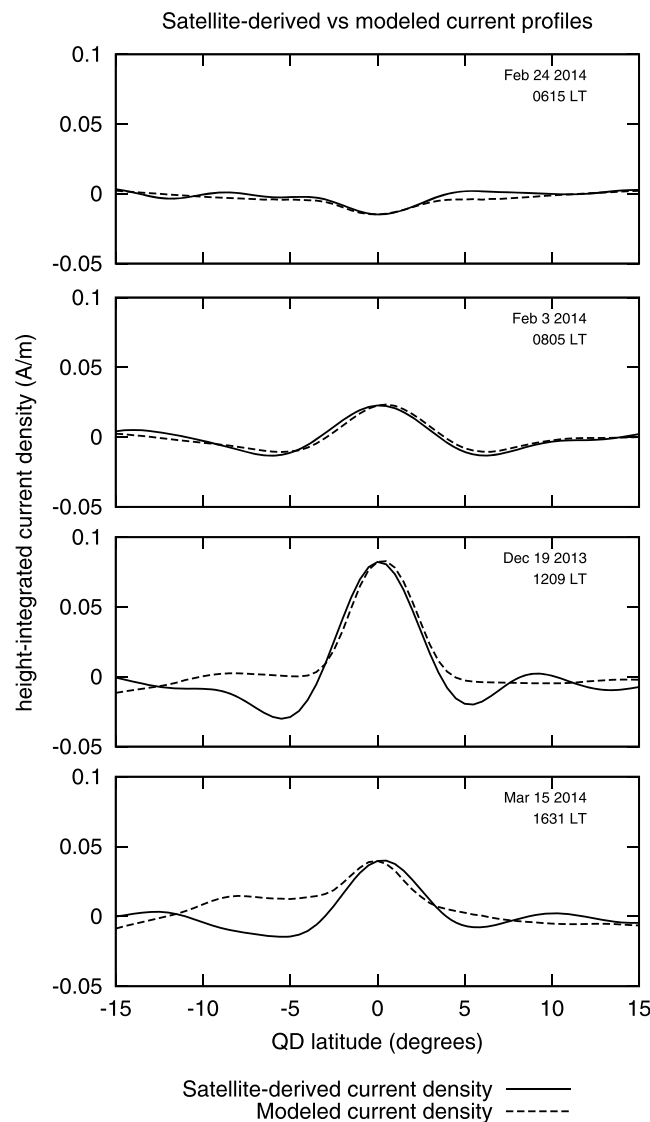 Satellite-derived vs modeled current profiles
height-integrated current density (A/m)
0.1
0.05
0
-0.05
Feb 24 2014
0615 LT
0.1
0.05
0
-0.05
Feb 3 2014
0805 LT
0.1
0.05
0
-0.05
Dec 19 2013
1209 LT
0.1
0.05
0
-0.05
Mar 15 2014
1631 LT
-15 -10 -5 0 5 10 15
QD latitude (degrees)
Satellite-derived current density
Modeled current density